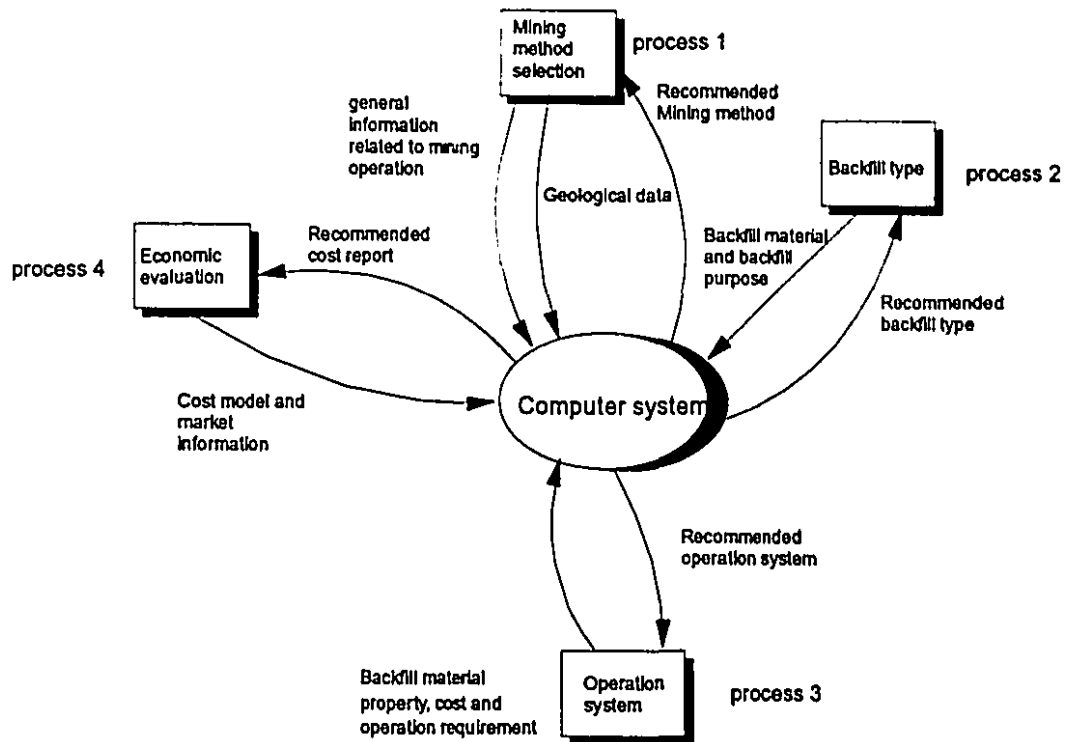 Mining
method
selection
process 1
general
information
related to mining
operation
Recommended
Mining method
Geological data
Backfill type
process 2
Backfill material
and backfill
purpose
Recommended
backfill type
process 4
Economic
evaluation
Recommended
cost report
Cost model and
market
information
Computer system
Recommended
operation system
Backfill material
property, cost and
operation requirement
Operation
system
process 3